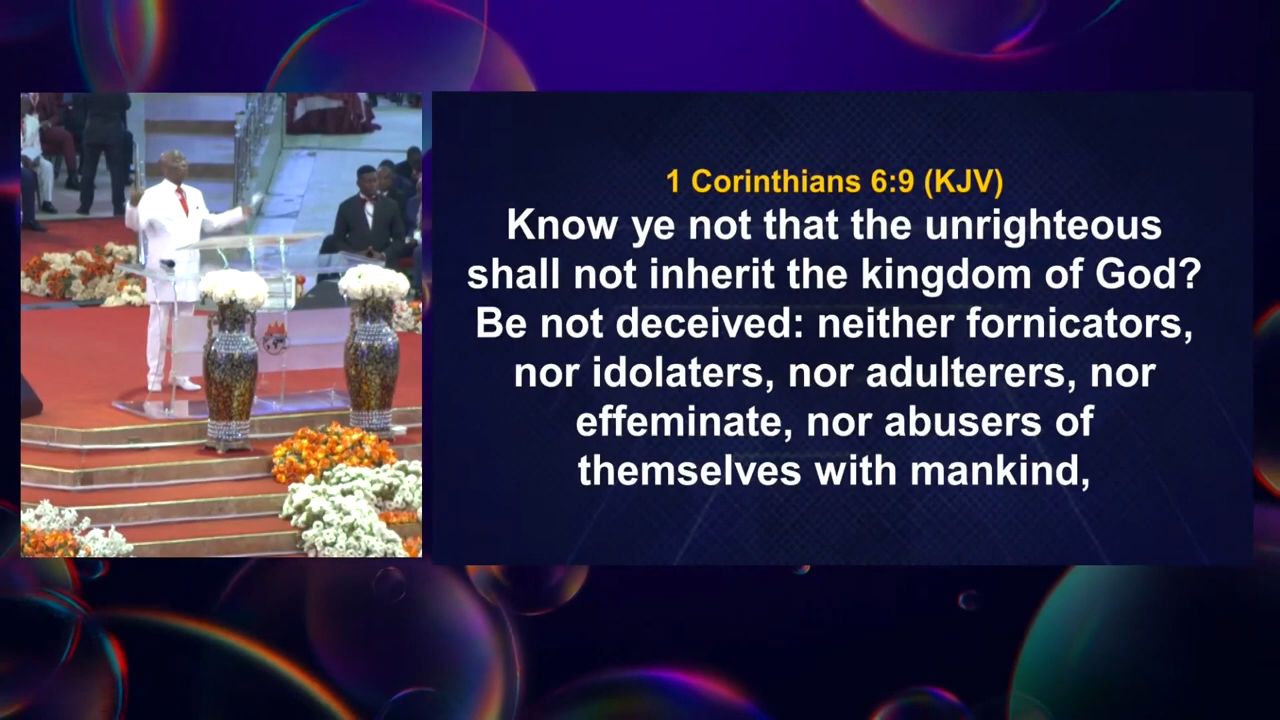 1 Corinthians 6:9 (KJV)
Know ye not that the unrighteous
shall not inherit the kingdom of God?
Be not deceived: neither fornicators,
nor idolaters, nor adulterers, nor
effeminate, nor abusers of
themselves with mankind,